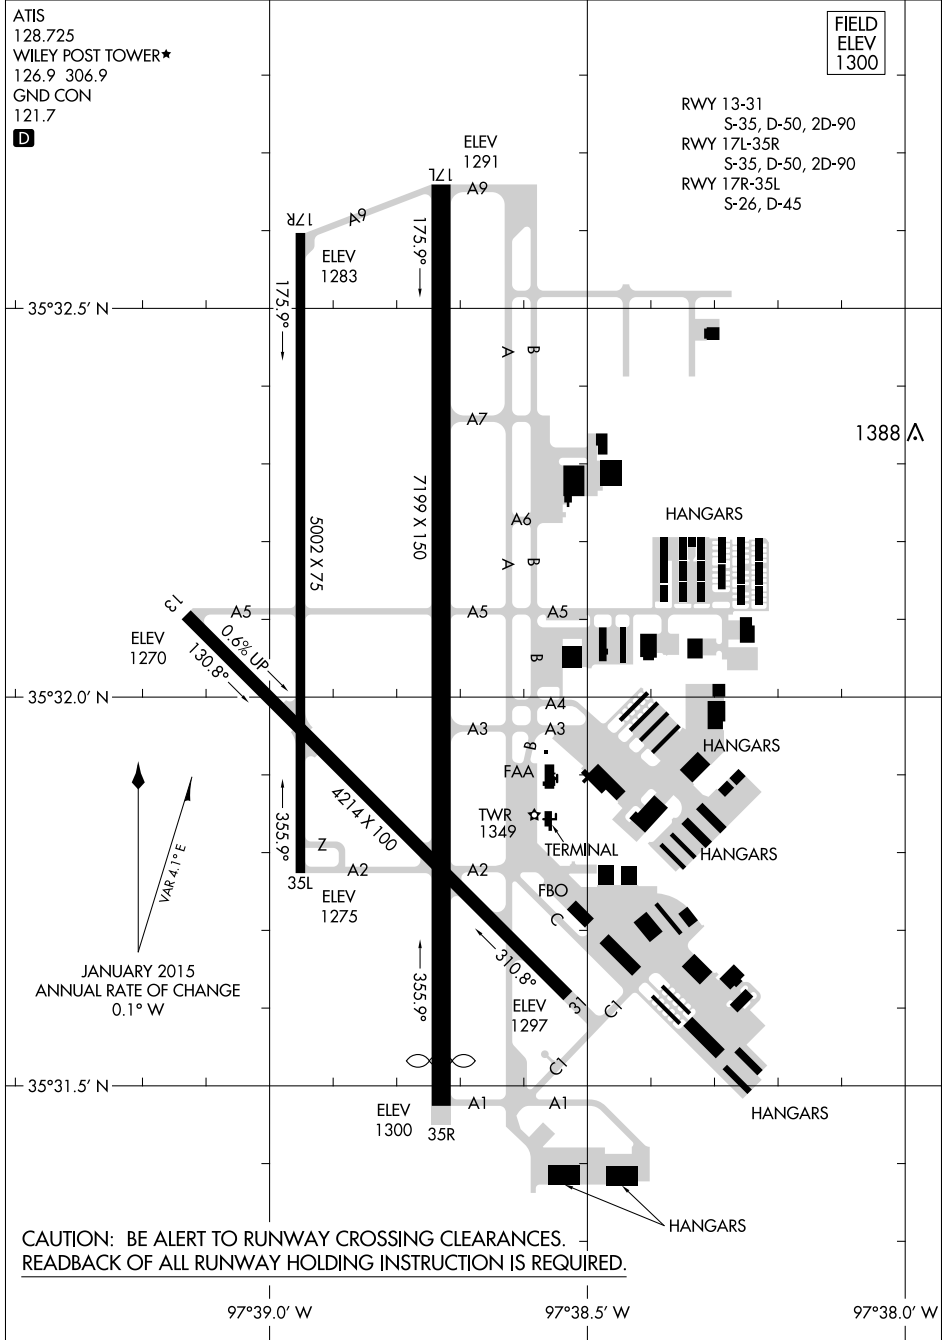 ATIS
128.725
WILEY POST TOWER★
126.9 306.9
GND CON
121.7
D
FIELD
ELEV
1300
RWY 13-31
S-35, D-50, 2D-90
RWY 17L-35R
S-35, D-50, 2D-90
RWY 17R-35L
S-26, D-45
ELEV
1291
17L
A9
17R
A9
175.9°
ELEV
1283
175.9°
35°32.5' N
A
B
A7
1388
7199 X 150
5002 X 75
A6
HANGARS
A
B
13
A5
A5
A5
ELEV
1270
0.6% UP
130.8°
B
35°32.0' N
A4
A3
A3
B
HANGARS
FAA
4214 X 100
TWR
1349
355.9°
Z
TERMINAL
HANGARS
VAR 4.1° E
A2
A2
35L
ELEV
1275
FBO
C
310.8°
355.9°
JANUARY 2015
ANNUAL RATE OF CHANGE
0.1° W
ELEV
1297
31
C1
C1
35°31.5' N
A1
A1
ELEV
1300
35R
HANGARS
HANGARS
CAUTION: BE ALERT TO RUNWAY CROSSING CLEARANCES.
READBACK OF ALL RUNWAY HOLDING INSTRUCTION IS REQUIRED.
97°39.0' W
97°38.5' W
97°38.0' W